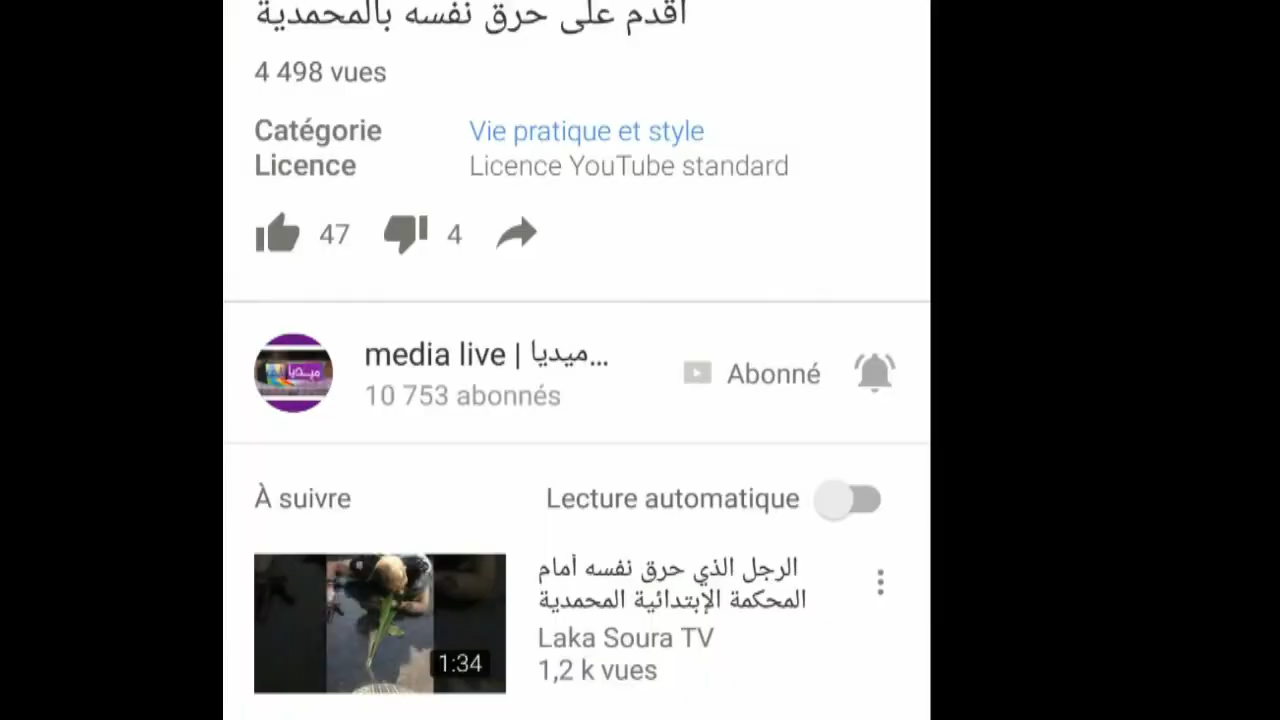 أقدم على حرق نفسه بالمحمدية
4 498 vues
Catégorie Vie pratique et style
Licence Licence YouTube standard
47 4
media live | ميديا...
ميديا
10 753 abonnés
Abonné
À suivre Lecture automatique
الرجل الذي حرق نفسه أمام
المحكمة الإبتدائية المحمدية
Laka Soura TV
1,2 k vues
1:34